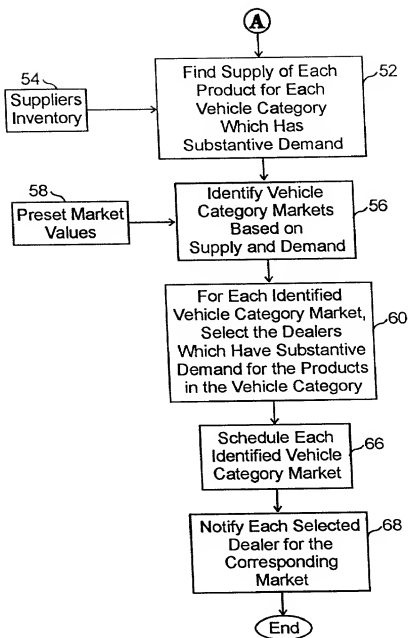 A
54
Suppliers
Inventory
Find Supply of Each
Product for Each
Vehicle Category
Which Has
Substantive Demand
52
58
Preset Market
Values
Identify Vehicle
Category Markets
Based on
Supply and Demand
56
For Each Identified
Vehicle Category Market,
Select the Dealers
Which Have Substantive
Demand for the Products
in the Vehicle Category
60
Schedule Each
Identified Vehicle
Category Market
66
Notify Each Selected
Dealer for the
Corresponding
Market
68
End